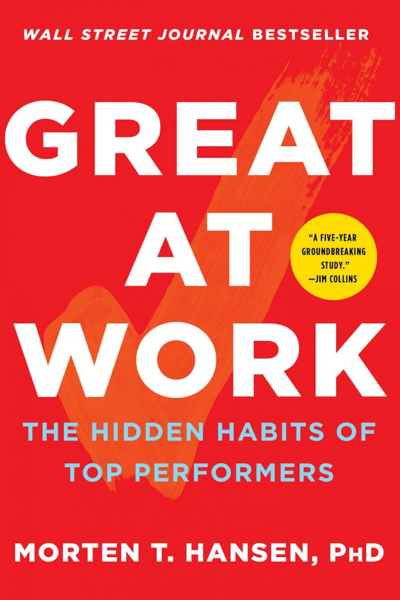 WALL STREET JOURNAL BESTSELLER
GREAT
AT
WORK
“A FIVE-YEAR
GROUNDBREAKING
STUDY.”
—JIM COLLINS
THE HIDDEN HABITS OF
TOP PERFORMERS
MORTEN T. HANSEN, PHD